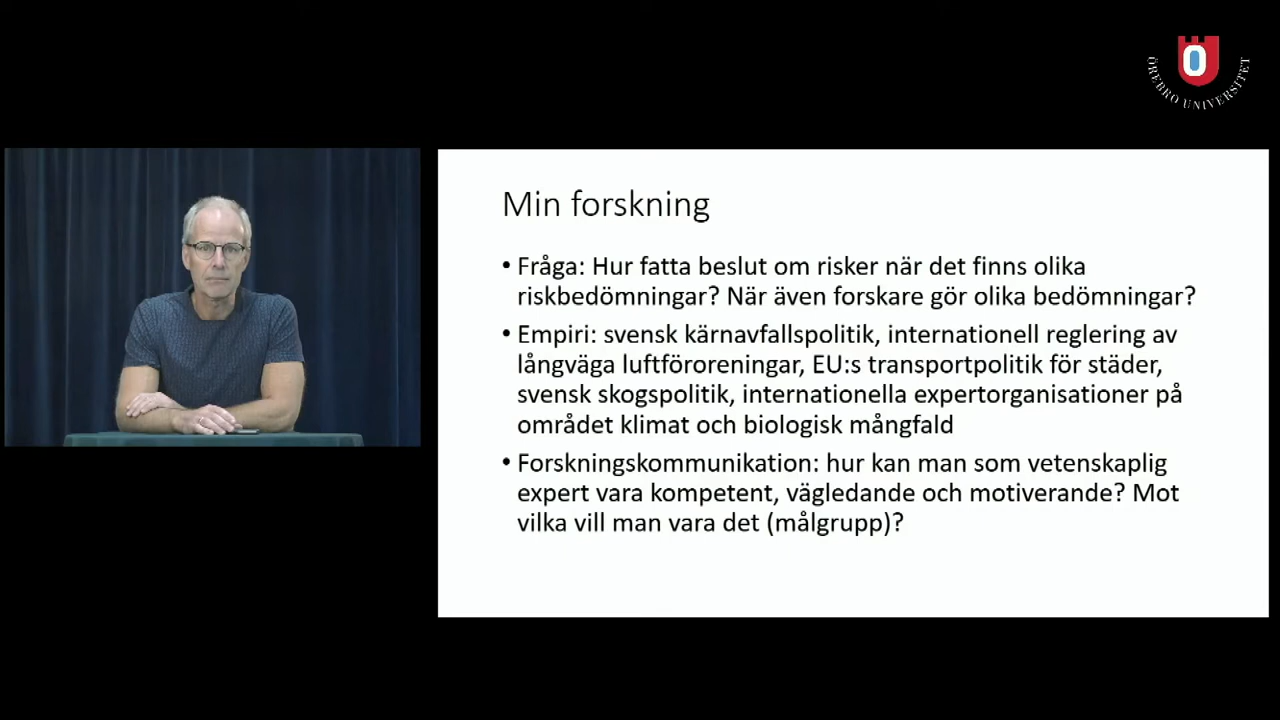 ÖREBRO UNIVERSITET
Min forskning
• Fråga: Hur fatta beslut om risker när det finns olika
riskbedömningar? När även forskare gör olika bedömningar?
• Empiri: svensk kärnavfallspolitik, internationell reglering av
långväga luftföroreningar, EU:s transportpolitik för städer,
svensk skogspolitik, internationella expertorganisationer på
området klimat och biologisk mångfald
• Forskningskommunikation: hur kan man som vetenskaplig
expert vara kompetent, vägledande och motiverande? Mot
vilka vill man vara det (målgrupp)?